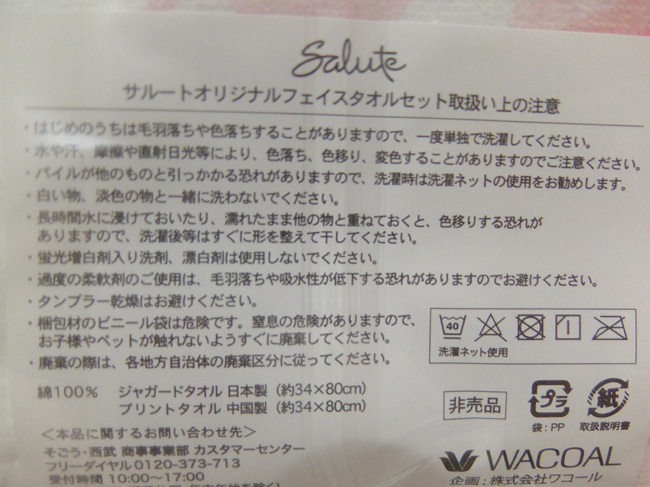 Salute
サルートオリジナルフェイスタオルセット取扱い上の注意
・はじめのうちは毛羽落ちや色落ちすることがありますので、一度単独で洗濯してください。
・水や汗、摩擦や直射日光等により、色落ち、色移り、変色することがありますのでご注意ください。
・パイルが他のものと引っかかる恐れがありますので、洗濯時は洗濯ネットの使用をお勧めします。
・白い物、淡色の物と一緒に洗わないでください。
・長時間水に浸けておいたり、濡れたまま他の物と重ねておくと、色移りする恐れが
ありますので、洗濯後等はすぐに形を整えて干してください。
・蛍光増白剤入り洗剤、漂白剤は使用しないでください。
・過度の柔軟剤のご使用は、毛羽落ちや吸水性が低下する恐れがありますのでお避けください。
・タンブラー乾燥はお避けください。
・梱包材のビニール袋は危険です。窒息の危険がありますので、
お子様やペットが触れないようすぐに廃棄してください。
・廃棄の際は、各地方自治体の廃棄区分に従ってください。
40
洗濯ネット使用
綿100% ジャガードタオル 日本製（約34×80cm）
プリントタオル 中国製（約34×80cm）
非売品
プラ
袋：PP
紙
取扱説明書
＜本品に関するお問い合わせ先＞
そごう・西武 商事事業部 カスタマーセンター
フリーダイヤル 0120-373-713
受付時間 10:00〜17:00
WACOAL
企画：株式会社ワコール